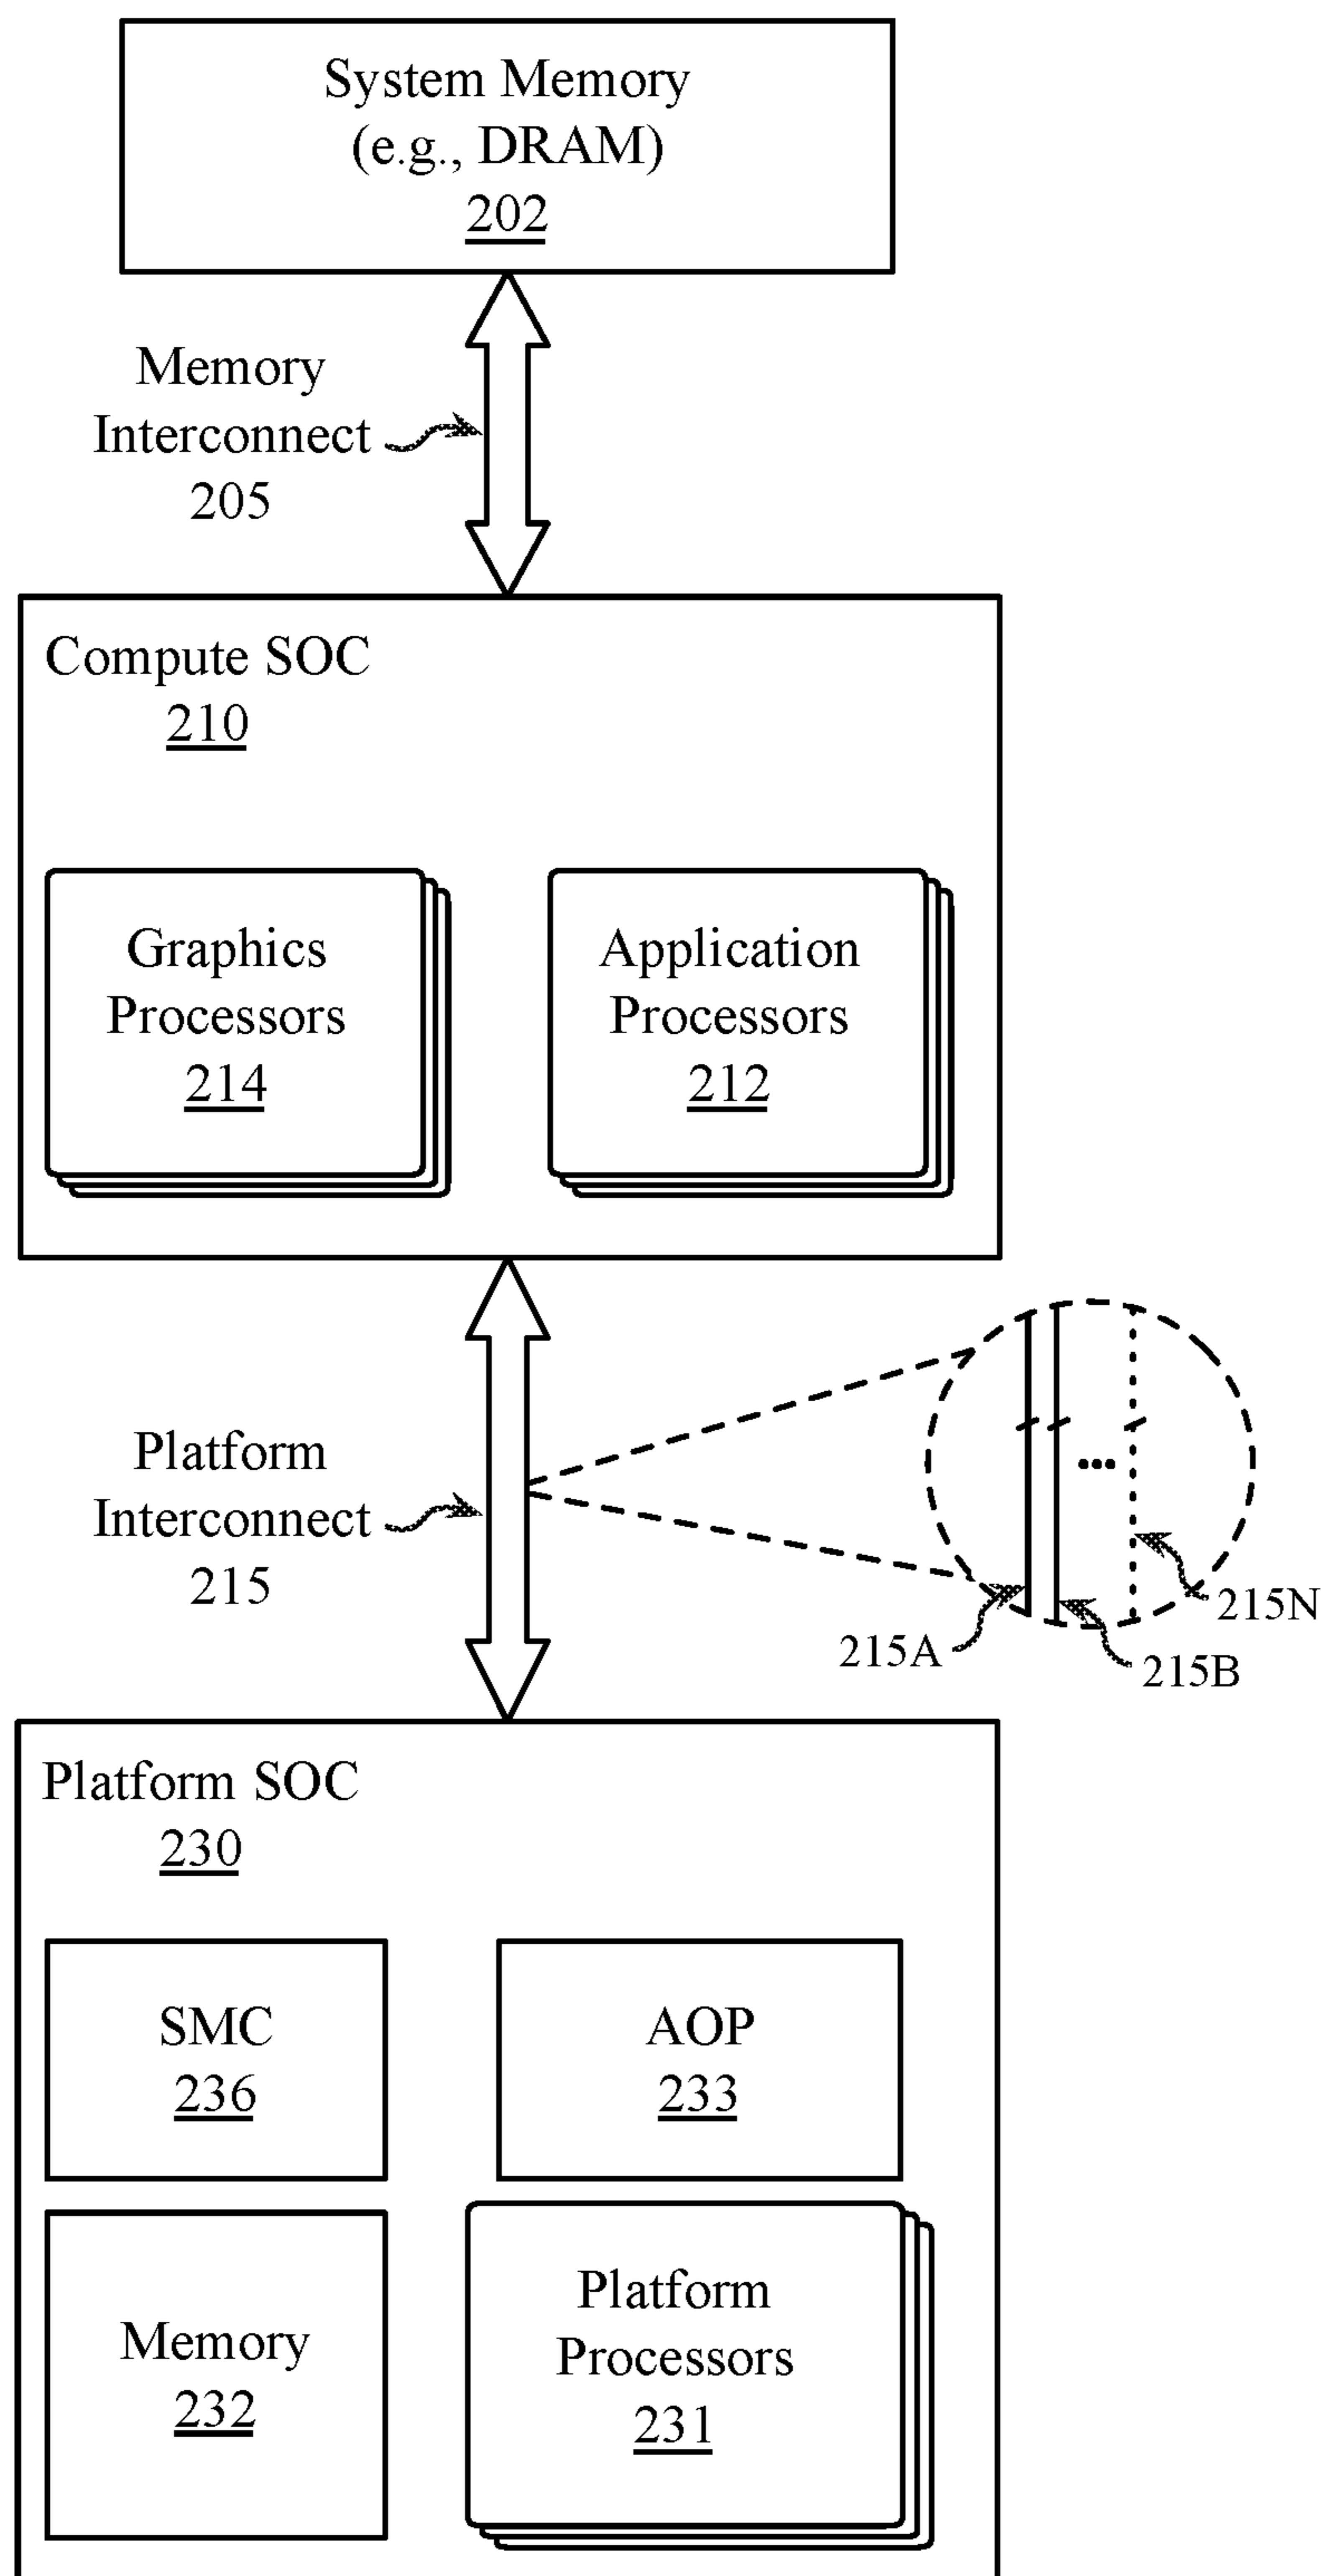 System Memory
(e.g., DRAM)
202
Memory
Interconnect
205
Compute SOC
210
Graphics
Processors
214
Application
Processors
212
Platform
Interconnect
215
215A
215B
215N
Platform SOC
230
SMC
236
AOP
233
Memory
232
Platform
Processors
231